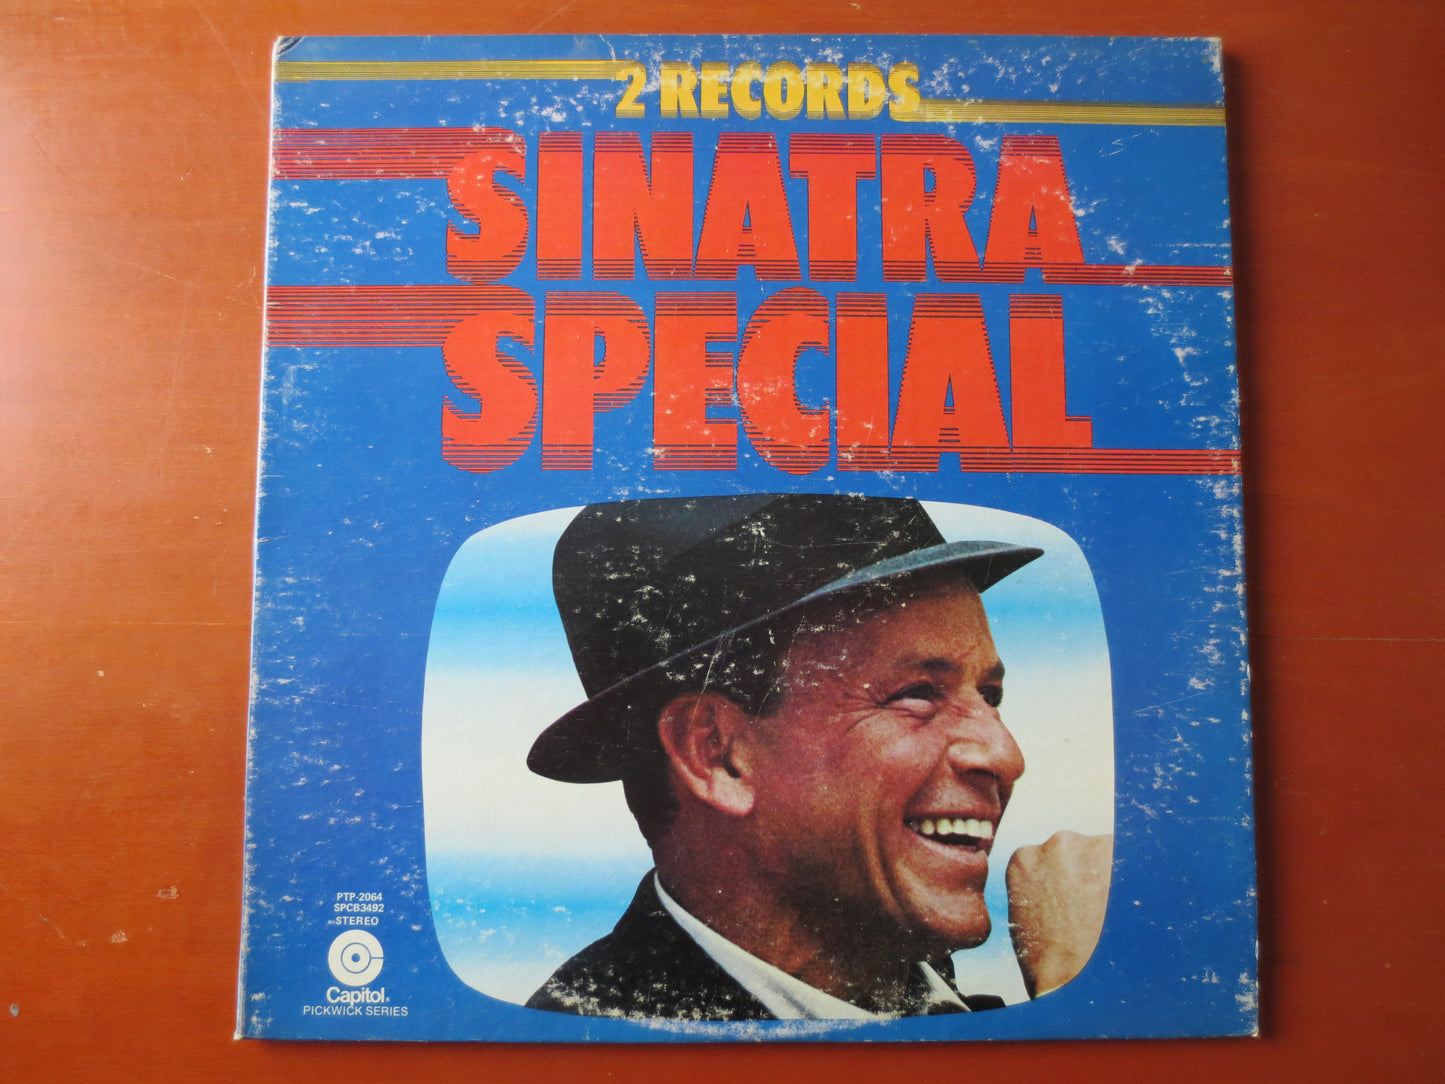 2 RECORDS
SINATRA
SPECIAL
PTP-2064
SPCB3492
STEREO
Capitol®
PICKWICK SERIES